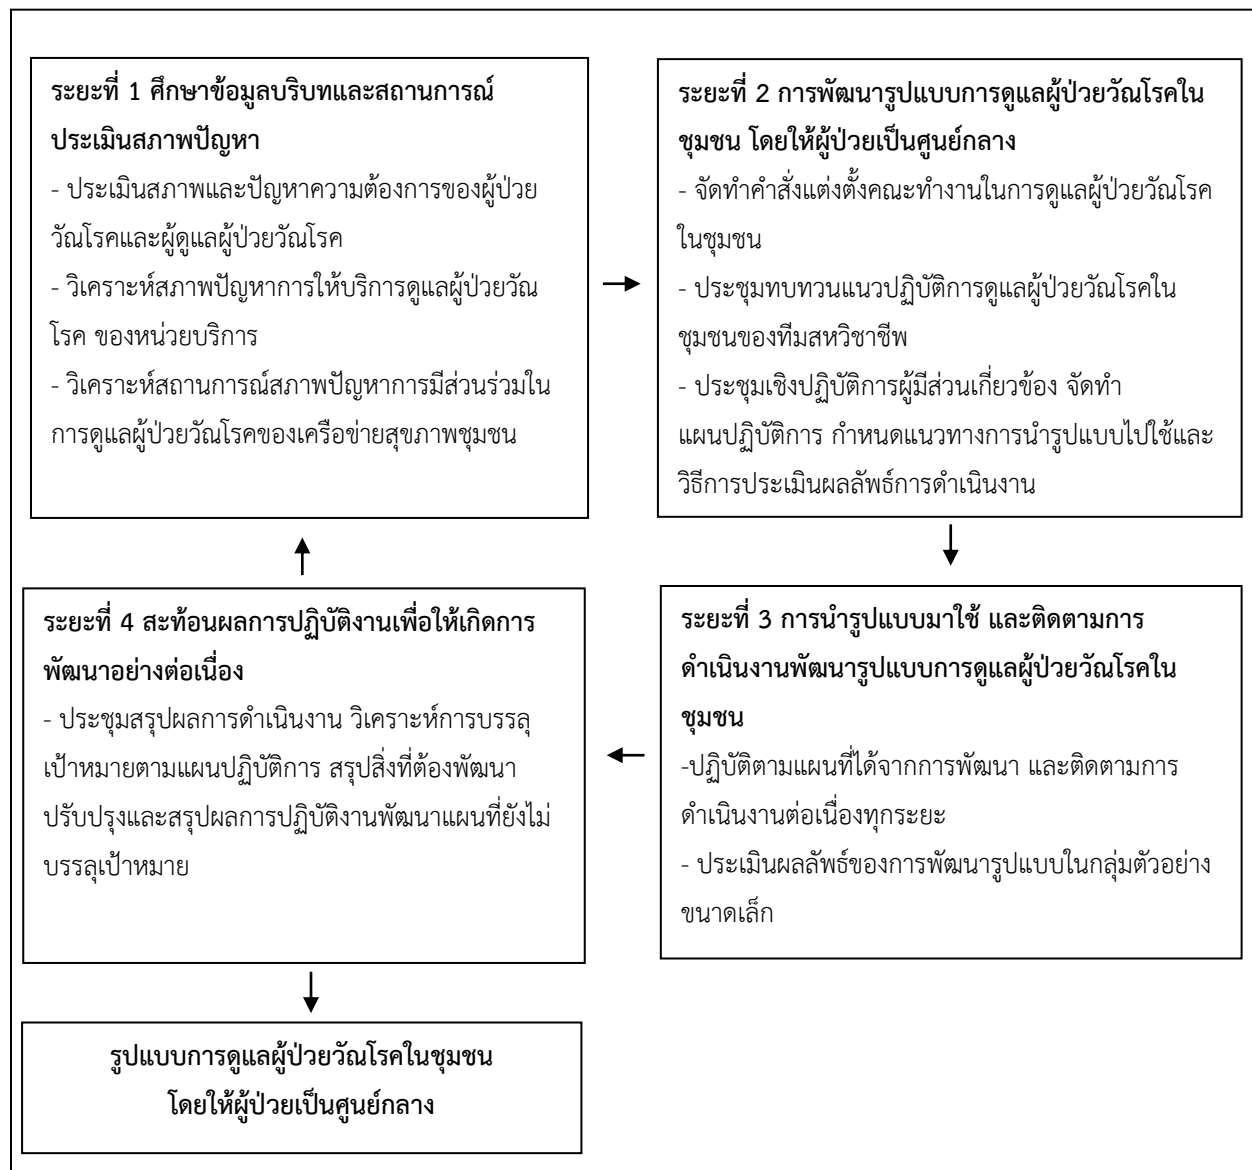 ระยะที่ 1 ศึกษาข้อมูลบริบทและสถานการณ์
ประเมินสภาพปัญหา
- ประเมินสภาพและปัญหาความต้องการของผู้ป่วย
วัณโรคและผู้ดูแลผู้ป่วยวัณโรค
- วิเคราะห์สภาพปัญหาการให้บริการดูแลผู้ป่วยวัณ
โรค ของหน่วยบริการ
- วิเคราะห์สถานการณ์สภาพปัญหาการมีส่วนร่วมใน
การดูแลผู้ป่วยวัณโรคของเครือข่ายสุขภาพชุมชน
ระยะที่ 2 การพัฒนารูปแบบการดูแลผู้ป่วยวัณโรคใน
ชุมชน โดยให้ผู้ป่วยเป็นศูนย์กลาง
- จัดทำคำสั่งแต่งตั้งคณะทำงานในการดูแลผู้ป่วยวัณโรค
ในชุมชน
- ประชุมทบทวนแนวปฏิบัติการดูแลผู้ป่วยวัณโรคใน
ชุมชนของทีมสหวิชาชีพ
- ประชุมเชิงปฏิบัติการผู้มีส่วนเกี่ยวข้อง จัดทำ
แผนปฏิบัติการ กำหนดแนวทางการนำรูปแบบไปใช้และ
วิธีการประเมินผลลัพธ์การดำเนินงาน
ระยะที่ 3 การนำรูปแบบมาใช้ และติดตามการ
ดำเนินงานพัฒนารูปแบบการดูแลผู้ป่วยวัณโรคใน
ชุมชน
-ปฏิบัติตามแผนที่ได้จากการพัฒนา และติดตามการ
ดำเนินงานต่อเนื่องทุกระยะ
- ประเมินผลลัพธ์ของการพัฒนารูปแบบในกลุ่มตัวอย่าง
ขนาดเล็ก
ระยะที่ 4 สะท้อนผลการปฏิบัติงานเพื่อให้เกิดการ
พัฒนาอย่างต่อเนื่อง
- ประชุมสรุปผลการดำเนินงาน วิเคราะห์การบรรลุ
เป้าหมายตามแผนปฏิบัติการ สรุปสิ่งที่ต้องพัฒนา
ปรับปรุงและสรุปผลการปฏิบัติงานพัฒนาแผนที่ยังไม่
บรรลุเป้าหมาย
รูปแบบการดูแลผู้ป่วยวัณโรคในชุมชน
โดยให้ผู้ป่วยเป็นศูนย์กลาง